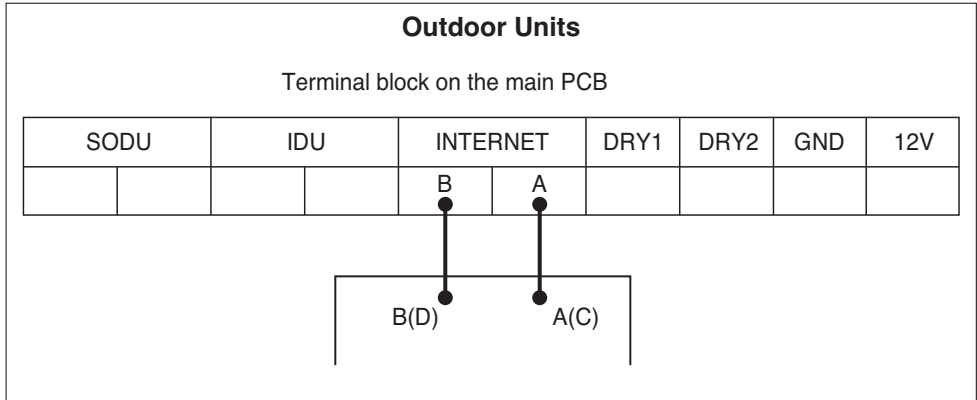 Outdoor Units
Terminal block on the main PCB
SODU IDU INTERNET DRY1 DRY2 GND 12V
B A
B(D) A(C)